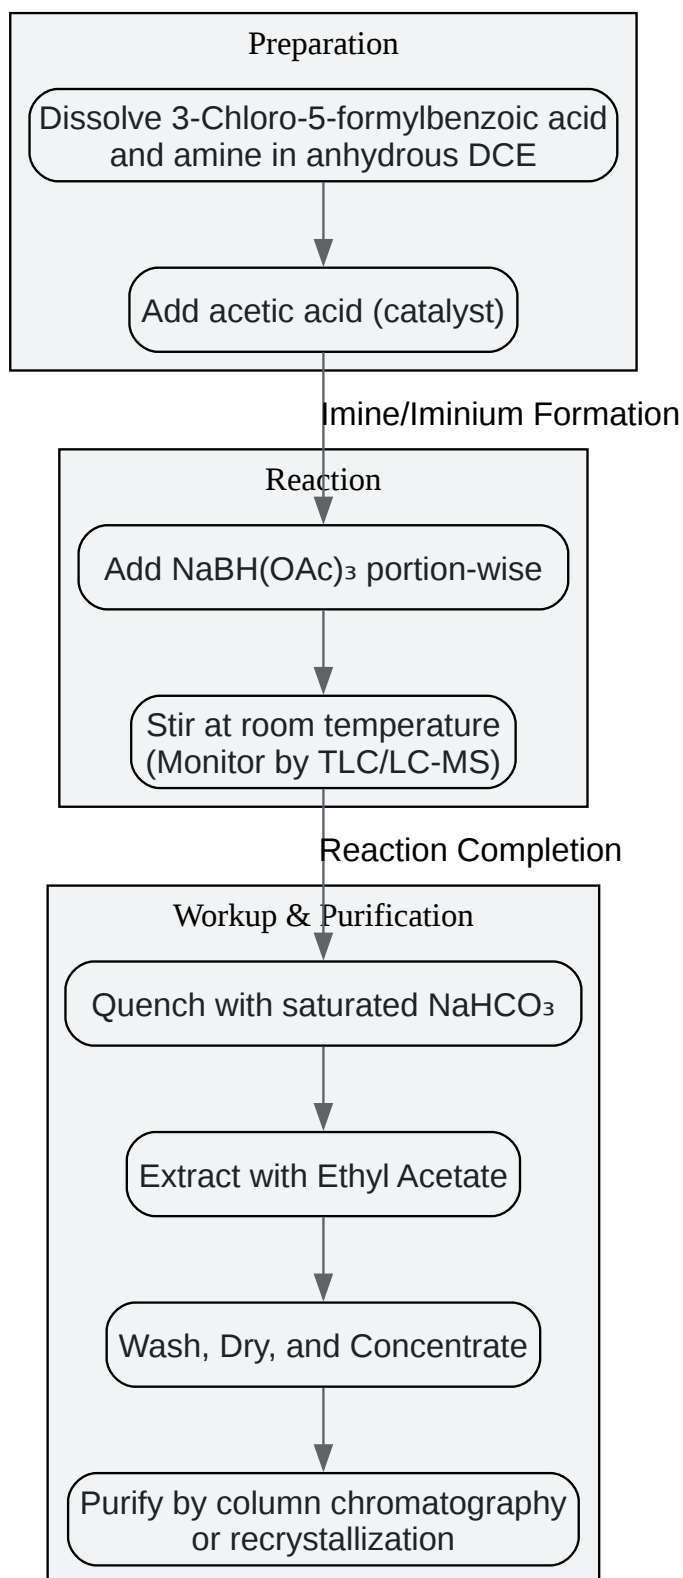 Preparation
Dissolve 3-Chloro-5-formylbenzoic acid
and amine in anhydrous DCE
Add acetic acid (catalyst)
Imine/Iminium Formation
Reaction
Add NaBH(OAc)₃ portion-wise
Stir at room temperature
(Monitor by TLC/LC-MS)
Reaction Completion
Workup & Purification
Quench with saturated NaHCO₃
Extract with Ethyl Acetate
Wash, Dry, and Concentrate
Purify by column chromatography
or recrystallization